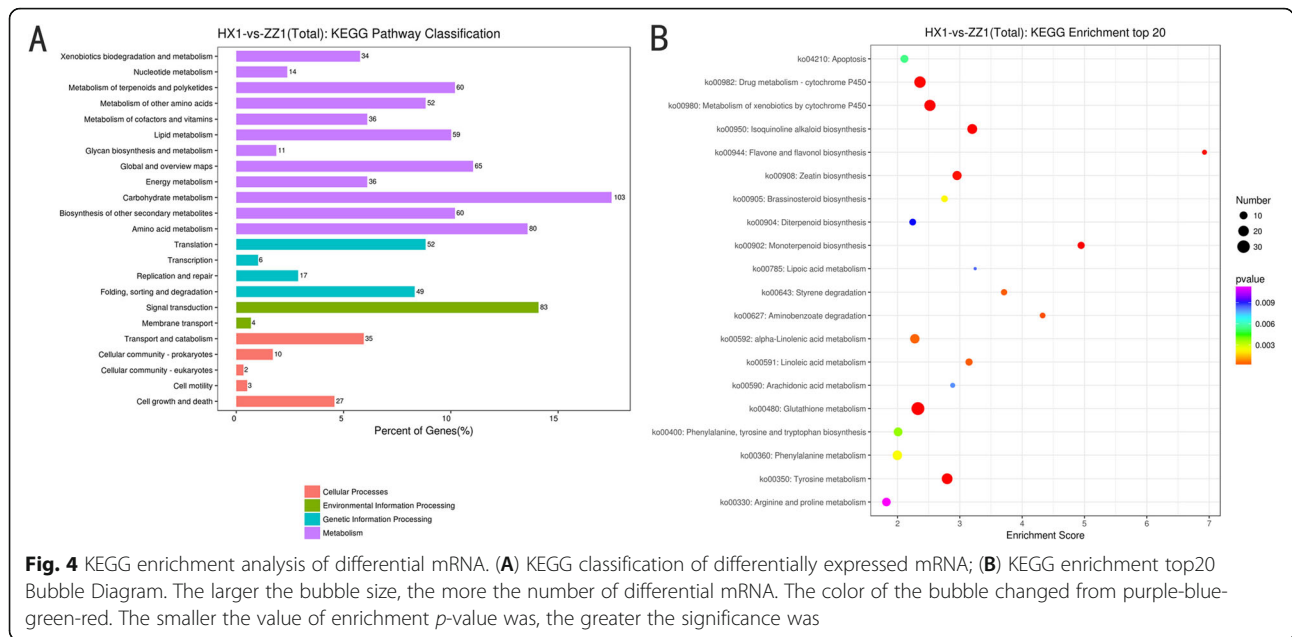 A
HX1-vs-ZZ1(Total): KEGG Pathway Classification
Xenobiotics biodegradation and metabolism 34
Nucleotide metabolism 14
Metabolism of terpenoids and polyketides 60
Metabolism of other amino acids 52
Metabolism of cofactors and vitamins 36
Lipid metabolism 59
Glycan biosynthesis and metabolism 11
Global and overview maps 65
Energy metabolism 36
Carbohydrate metabolism 103
Biosynthesis of other secondary metabolites 60
Amino acid metabolism 80
Translation 52
Transcription 6
Replication and repair 17
Folding, sorting and degradation 49
Signal transduction 83
Membrane transport 4
Transport and catabolism 35
Cellular community - prokaryotes 10
Cellular community - eukaryotes 2
Cell motility 3
Cell growth and death 27
0 5 10 15
Percent of Genes(%)
Cellular Processes
Environmental Information Processing
Genetic Information Processing
Metabolism
B
HX1-vs-ZZ1(Total): KEGG Enrichment top 20
ko04210: Apoptosis
ko00982: Drug metabolism - cytochrome P450
ko00980: Metabolism of xenobiotics by cytochrome P450
ko00950: Isoquinoline alkaloid biosynthesis
ko00944: Flavone and flavonol biosynthesis
ko00908: Zeatin biosynthesis
ko00905: Brassinosteroid biosynthesis
ko00904: Diterpenoid biosynthesis
ko00902: Monoterpenoid biosynthesis
ko00785: Lipoic acid metabolism
ko00643: Styrene degradation
ko00627: Aminobenzoate degradation
ko00592: alpha-Linolenic acid metabolism
ko00591: Linoleic acid metabolism
ko00590: Arachidonic acid metabolism
ko00480: Glutathione metabolism
ko00400: Phenylalanine, tyrosine and tryptophan biosynthesis
ko00360: Phenylalanine metabolism
ko00350: Tyrosine metabolism
ko00330: Arginine and proline metabolism
2 3 4 5 6 7
Enrichment Score
Number
10
20
30
pvalue
0.009
0.006
0.003
Fig. 4 KEGG enrichment analysis of differential mRNA. (A) KEGG classification of differentially expressed mRNA; (B) KEGG enrichment top20
Bubble Diagram. The larger the bubble size, the more the number of differential mRNA. The color of the bubble changed from purple-blue-
green-red. The smaller the value of enrichment p-value was, the greater the significance was